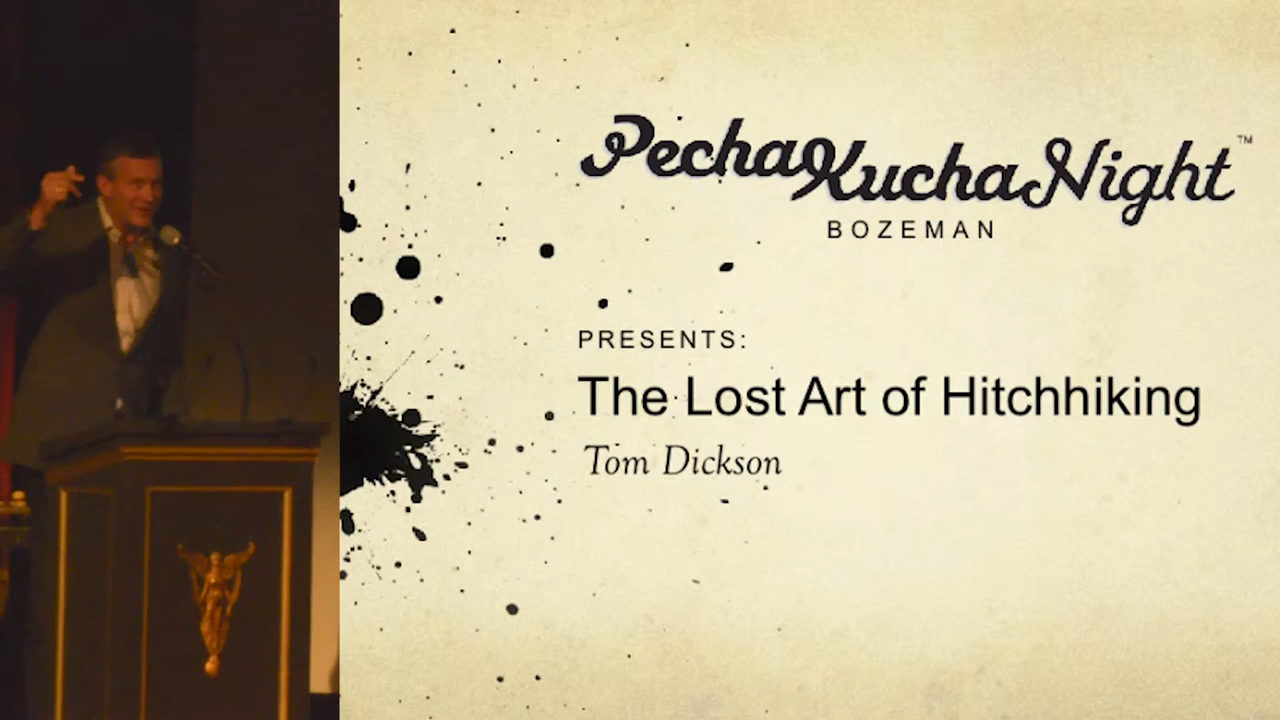 PechaKuchaNight™
BOZEMAN
PRESENTS:
The Lost Art of Hitchhiking
Tom Dickson